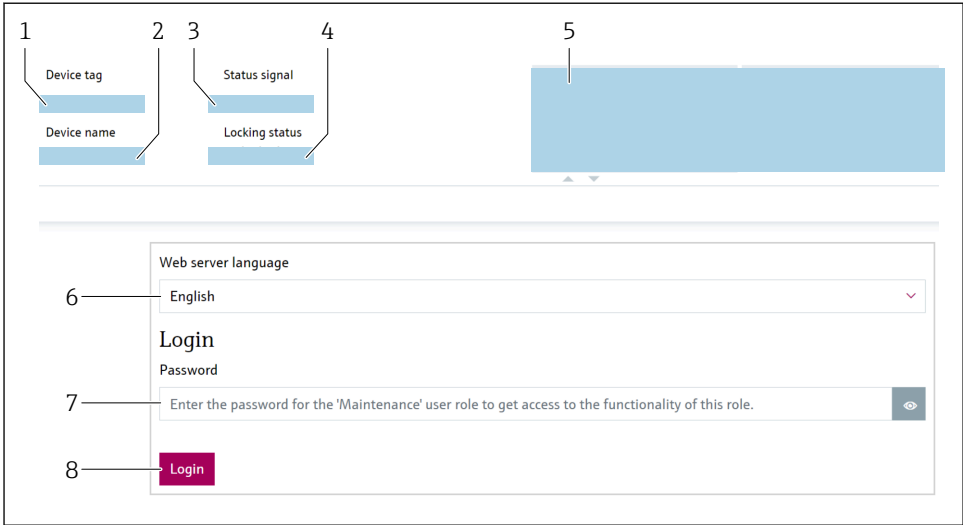 1 2 3 4 5
Device tag Status signal
Device name Locking status
Web server language
6 English
Login
Password
7 Enter the password for the 'Maintenance' user role to get access to the functionality of this role.
8 Login